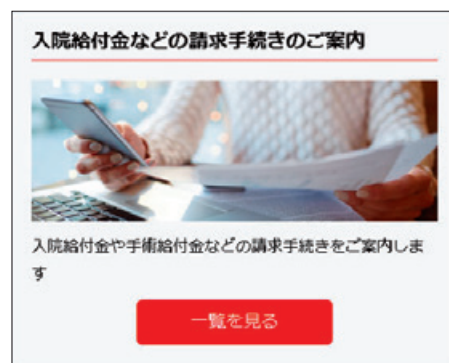 入院給付金などの請求手続きのご案内
入院給付金や手術給付金などの請求手続きをご案内しま
す
一覧を見る